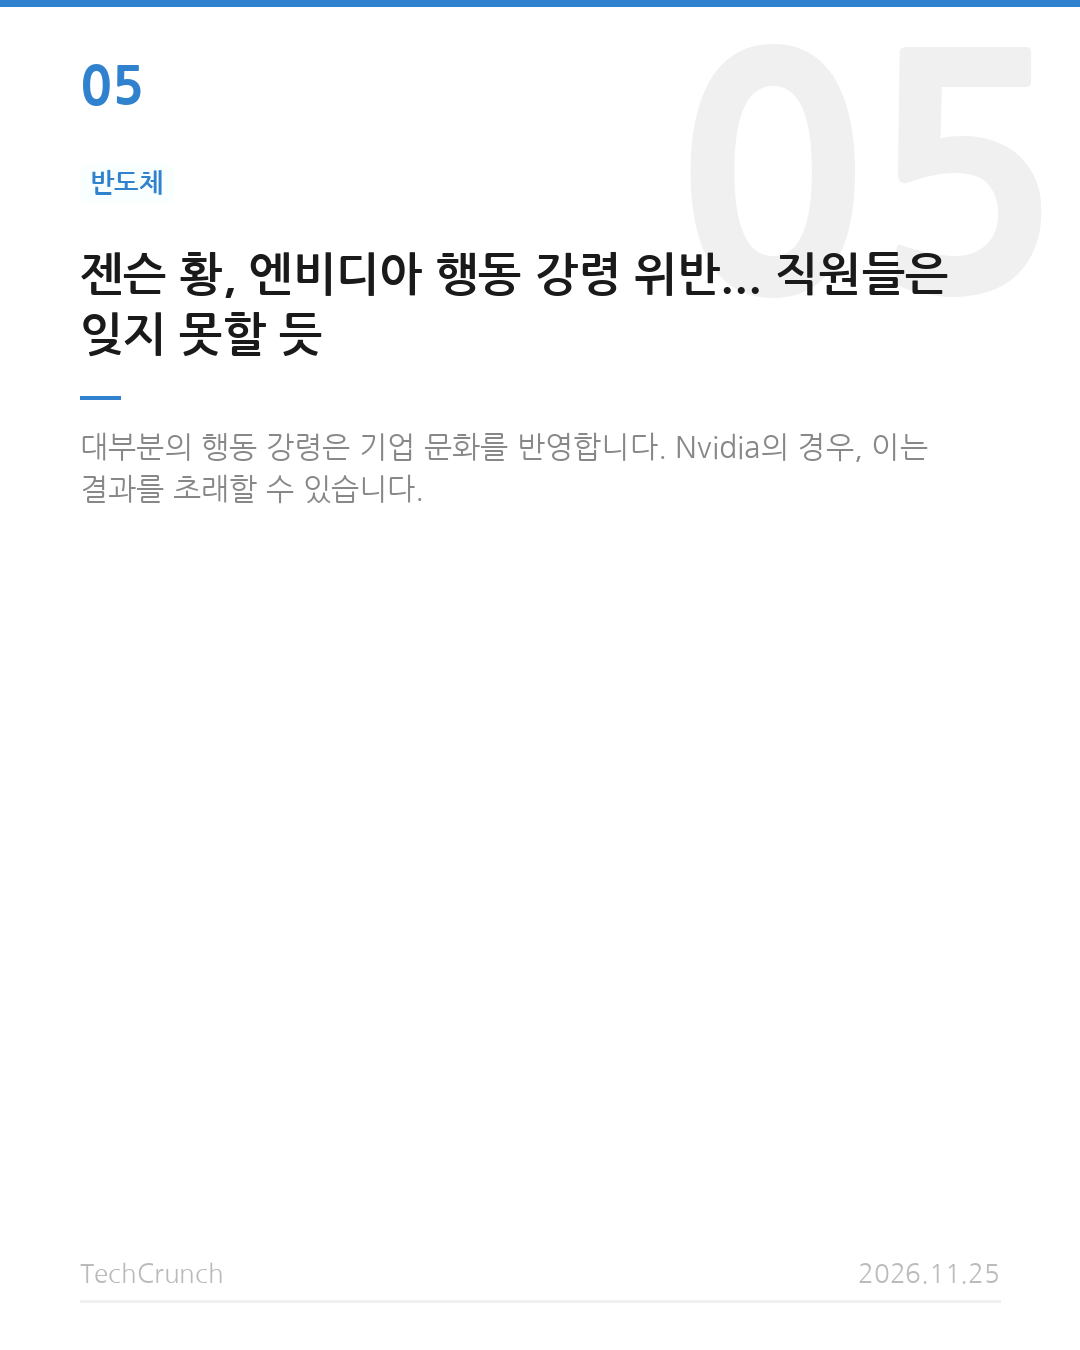 05
05
반도체
젠슨 황, 엔비디아 행동 강령 위반... 직원들은
잊지 못할 듯
대부분의 행동 강령은 기업 문화를 반영합니다. Nvidia의 경우, 이는
결과를 초래할 수 있습니다.
TechCrunch
2026.11.25